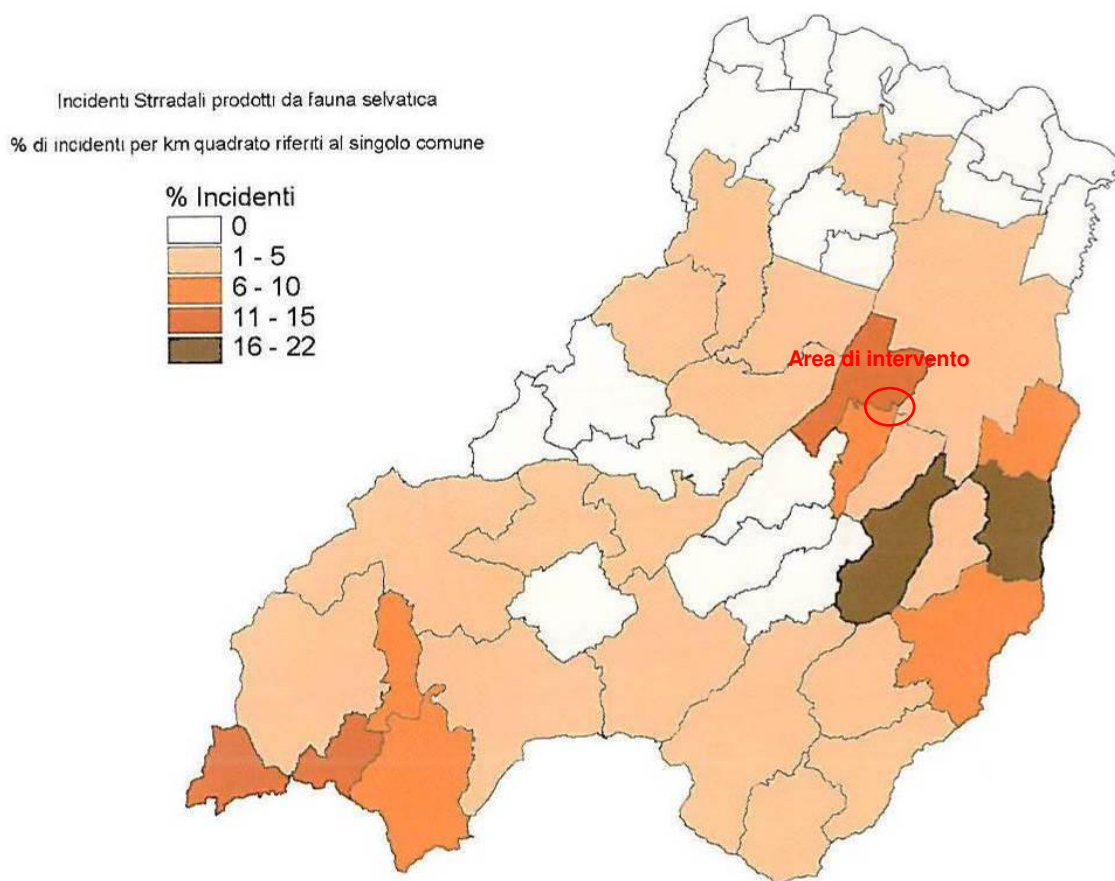 Incidenti Strradali prodotti da fauna selvatica
% di incidenti per km quadrato riferiti al singolo comune
% Incidenti
0
1 - 5
6 - 10
11 - 15
16 - 22
Area di intervento